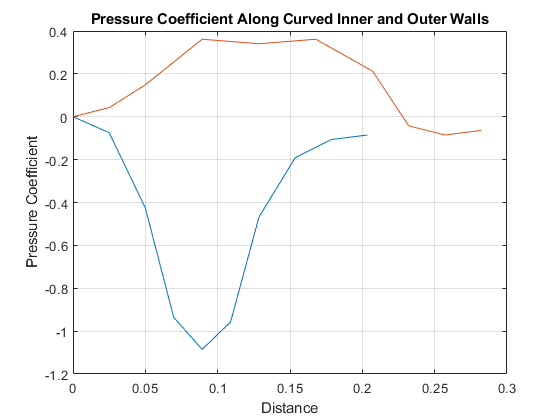 Pressure Coefficient Along Curved Inner and Outer Walls
0.4
0.2
0
-0.2
-0.4
-0.6
-0.8
-1
-1.2
Pressure Coefficient
0 0.05 0.1 0.15 0.2 0.25 0.3
Distance